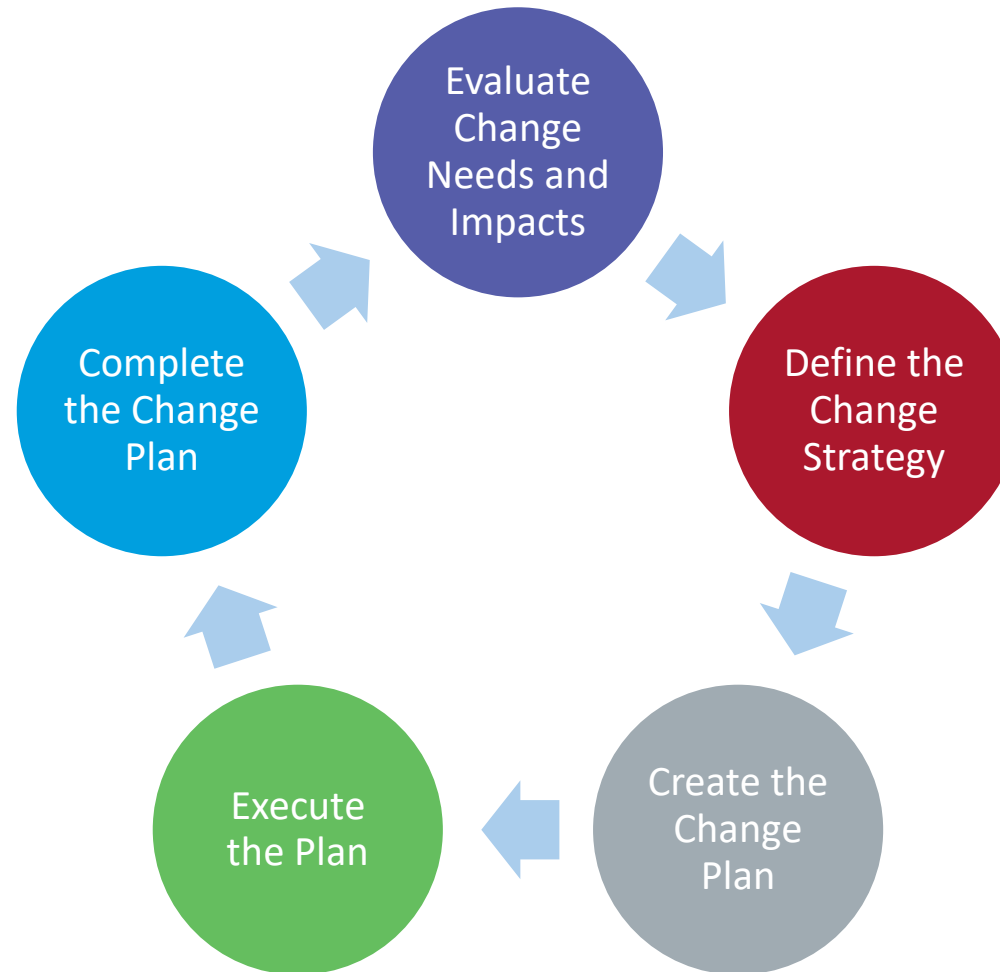 Evaluate
Change
Needs and
Impacts
Define the
Change
Strategy
Create the
Change
Plan
Execute
the Plan
Complete
the Change
Plan